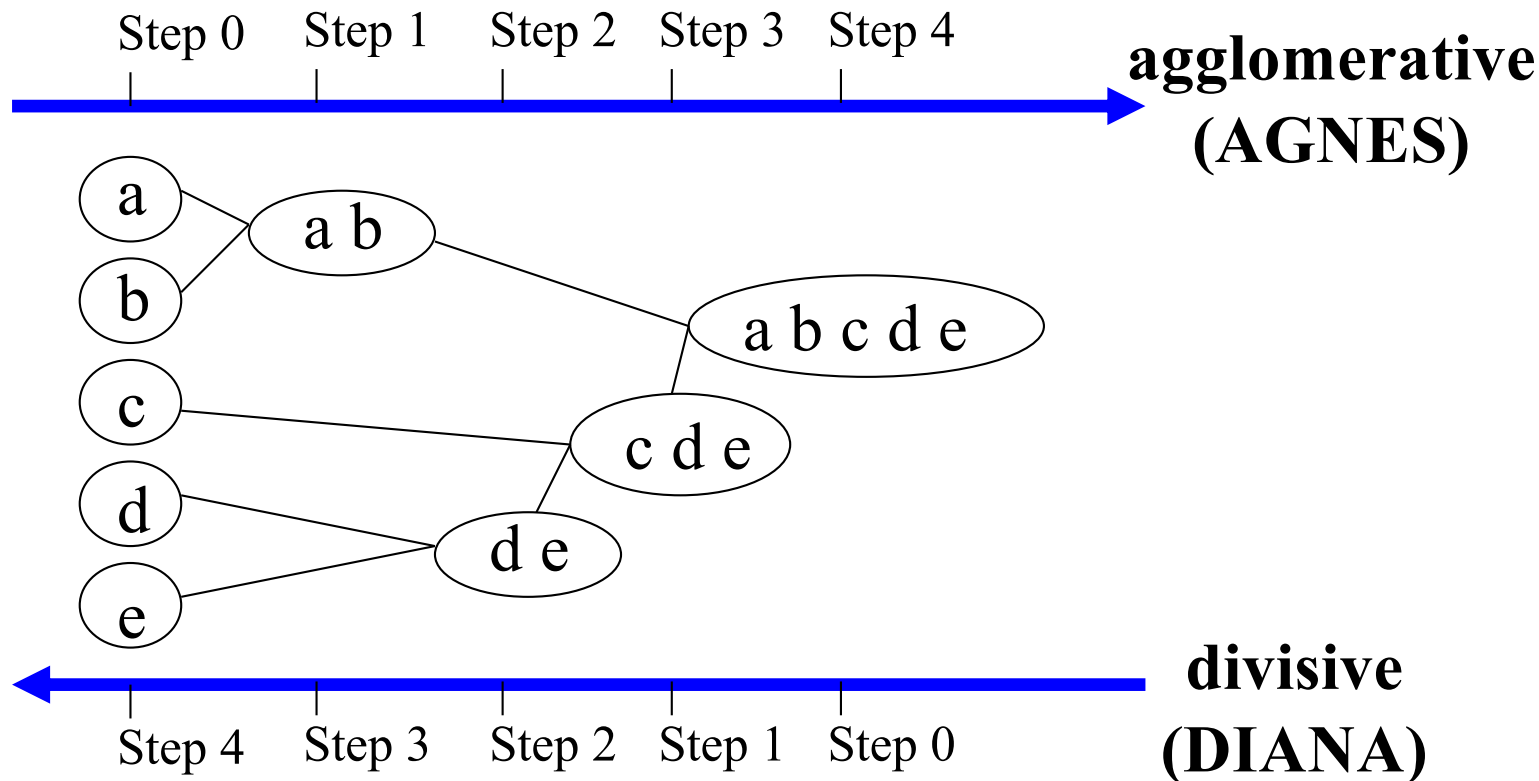 Step 0 Step 1 Step 2 Step 3 Step 4
agglomerative
(AGNES)
a
a b
b
a b c d e
c
c d e
d
d e
e
divisive
(DIANA)
Step 4 Step 3 Step 2 Step 1 Step 0